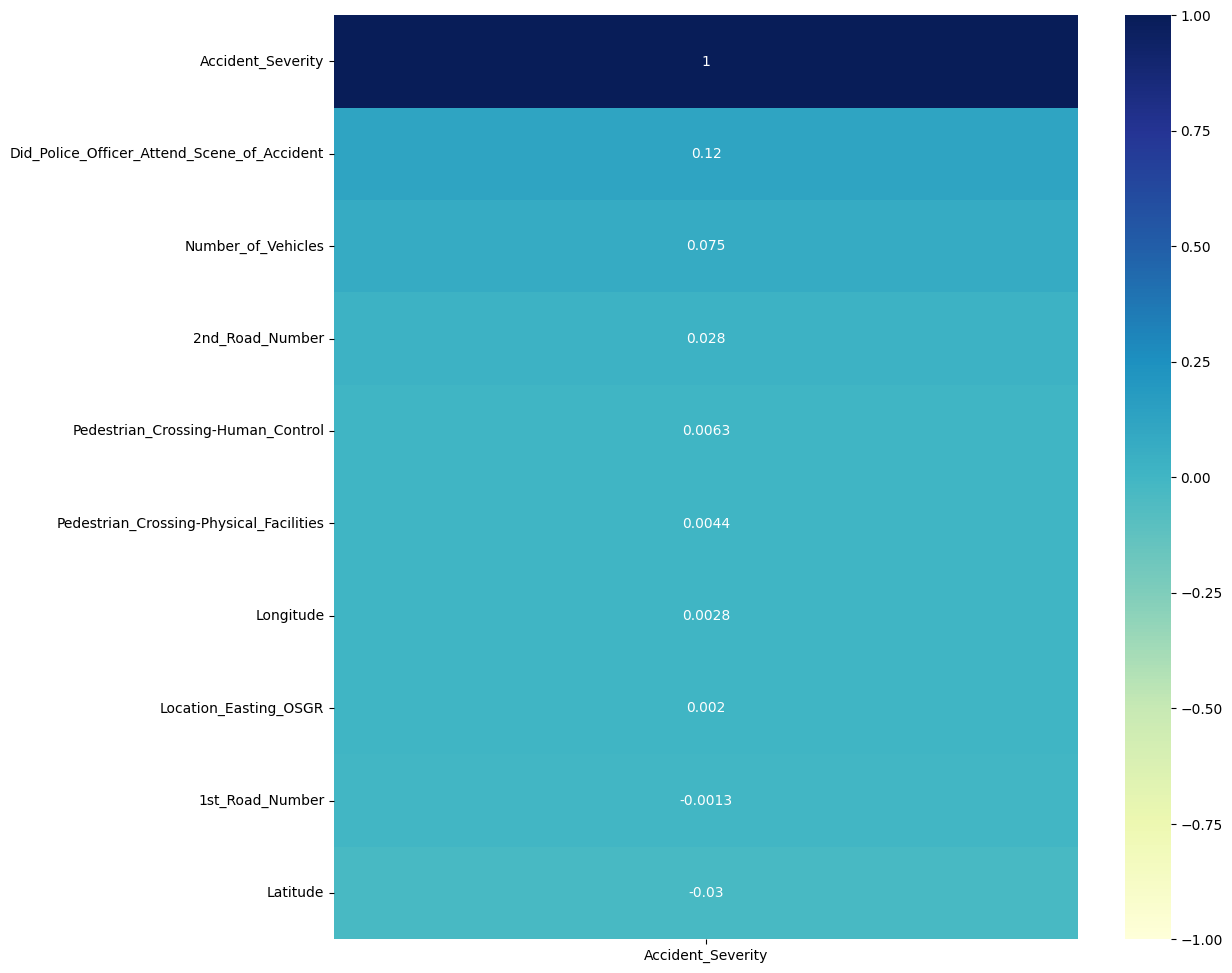 Accident_Severity 1
Did_Police_Officer_Attend_Scene_of_Accident 0.12
Number_of_Vehicles 0.075
2nd_Road_Number 0.028
Pedestrian_Crossing-Human_Control 0.0063
Pedestrian_Crossing-Physical_Facilities 0.0044
Longitude 0.0028
Location_Easting_OSGR 0.002
1st_Road_Number -0.0013
Latitude -0.03
Accident_Severity
1.00
0.75
0.50
0.25
0.00
−0.25
−0.50
−0.75
−1.00